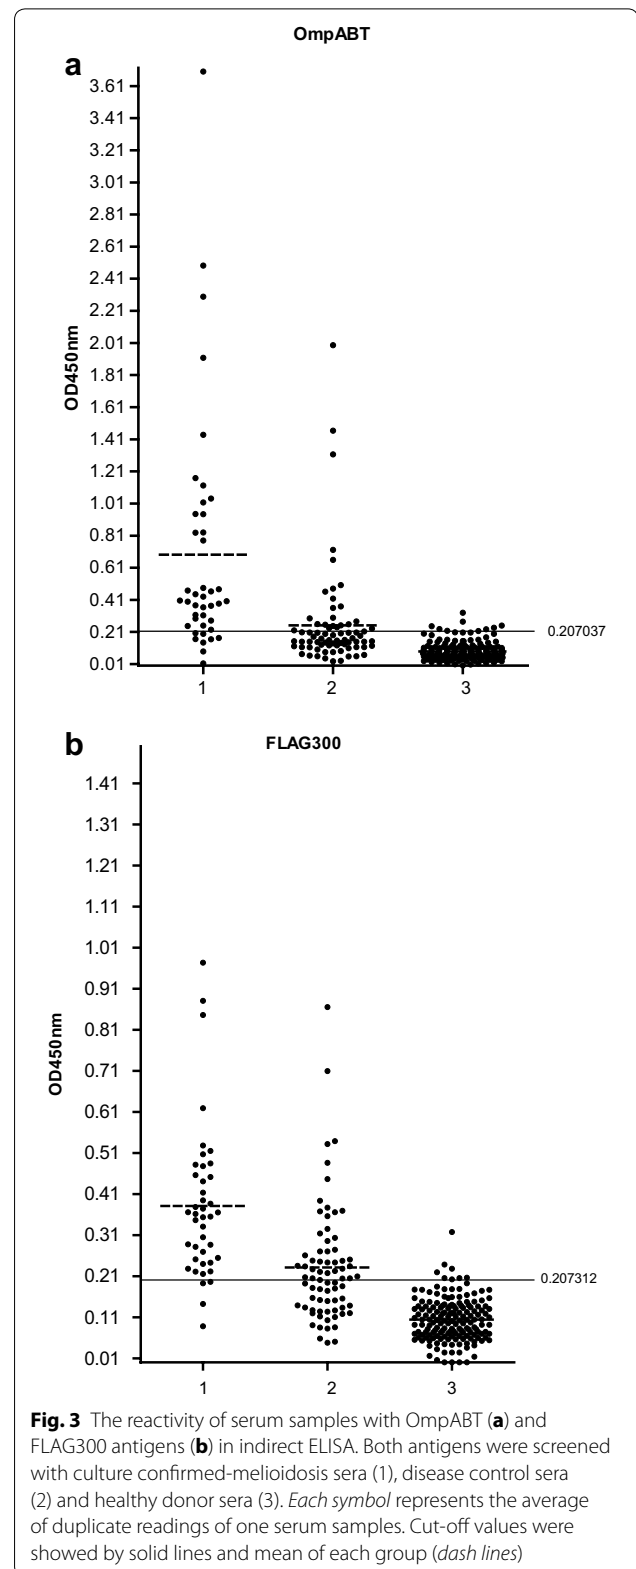 OmpABT
a
3.61
3.41
3.21
3.01
2.81
2.61
2.41
2.21
2.01
1.81
1.61
1.41
1.21
1.01
0.81
0.61
0.41
0.21
0.01
OD450nm
0.207037
1 2 3
b
FLAG300
1.41
1.31
1.21
1.11
1.01
0.91
0.81
0.71
0.61
0.51
0.41
0.31
0.21
0.11
0.01
OD450nm
0.207312
1 2 3
Fig. 3 The reactivity of serum samples with OmpABT (a) and
FLAG300 antigens (b) in indirect ELISA. Both antigens were screened
with culture confirmed-melioidosis sera (1), disease control sera
(2) and healthy donor sera (3). Each symbol represents the average
of duplicate readings of one serum samples. Cut-off values were
showed by solid lines and mean of each group (dash lines)